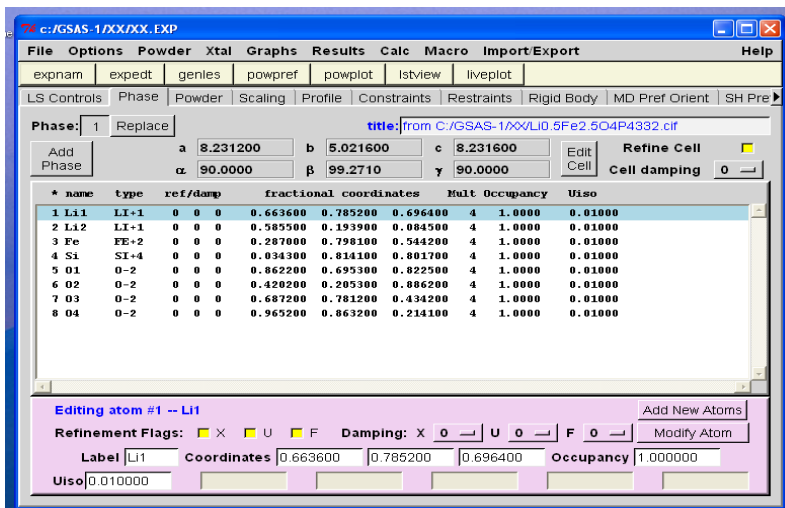 7% c:/GSAS-1/XX/XX.EXP
File Options Powder Xtal Graphs Results Calc Macro Import/Export Help
expnam expedt genles powpref powplot lstview liveplot
LS Controls Phase Powder Scaling Profile Constraints Restraints Rigid Body MD Pref Orient SH Pre
Phase: 1 Replace title: from C:/GSAS-1/XX/Li0.5Fe2.5O4P4332.cif
Add Phase a 8.231200 b 5.021600 c 8.231600 Edit Cell Refine Cell
α 90.0000 β 99.2710 γ 90.0000 Cell damping 0
* name type ref/damp fractional coordinates Mult Occupancy Uiso
1 Li1 LI+1 0 0 0 0.663600 0.785200 0.696400 4 1.0000 0.01000
2 Li2 LI+1 0 0 0 0.585500 0.193900 0.084500 4 1.0000 0.01000
3 Fe FE+2 0 0 0 0.287000 0.798100 0.544200 4 1.0000 0.01000
4 Si SI+4 0 0 0 0.034300 0.814100 0.801700 4 1.0000 0.01000
5 O1 O-2 0 0 0 0.862200 0.695300 0.822500 4 1.0000 0.01000
6 O2 O-2 0 0 0 0.420200 0.205300 0.886200 4 1.0000 0.01000
7 O3 O-2 0 0 0 0.687200 0.781200 0.434200 4 1.0000 0.01000
8 O4 O-2 0 0 0 0.965200 0.863200 0.214100 4 1.0000 0.01000
Editing atom #1 -- Li1 Add New Atoms
Refinement Flags: X U F Damping: X 0 U 0 F 0 Modify Atom
Label Li1 Coordinates 0.663600 0.785200 0.696400 Occupancy 1.000000
Uiso 0.010000